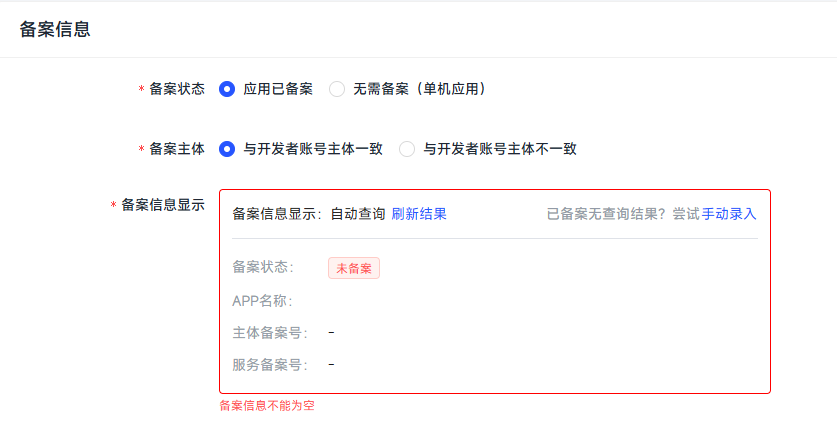 备案信息
* 备案状态 应用已备案 无需备案（单机应用）
* 备案主体 与开发者账号主体一致 与开发者账号主体不一致
* 备案信息显示 备案信息显示：自动查询 刷新结果 已备案无查询结果？尝试手动录入
备案状态： 未备案
APP名称：
主体备案号： -
服务备案号： -
备案信息不能为空